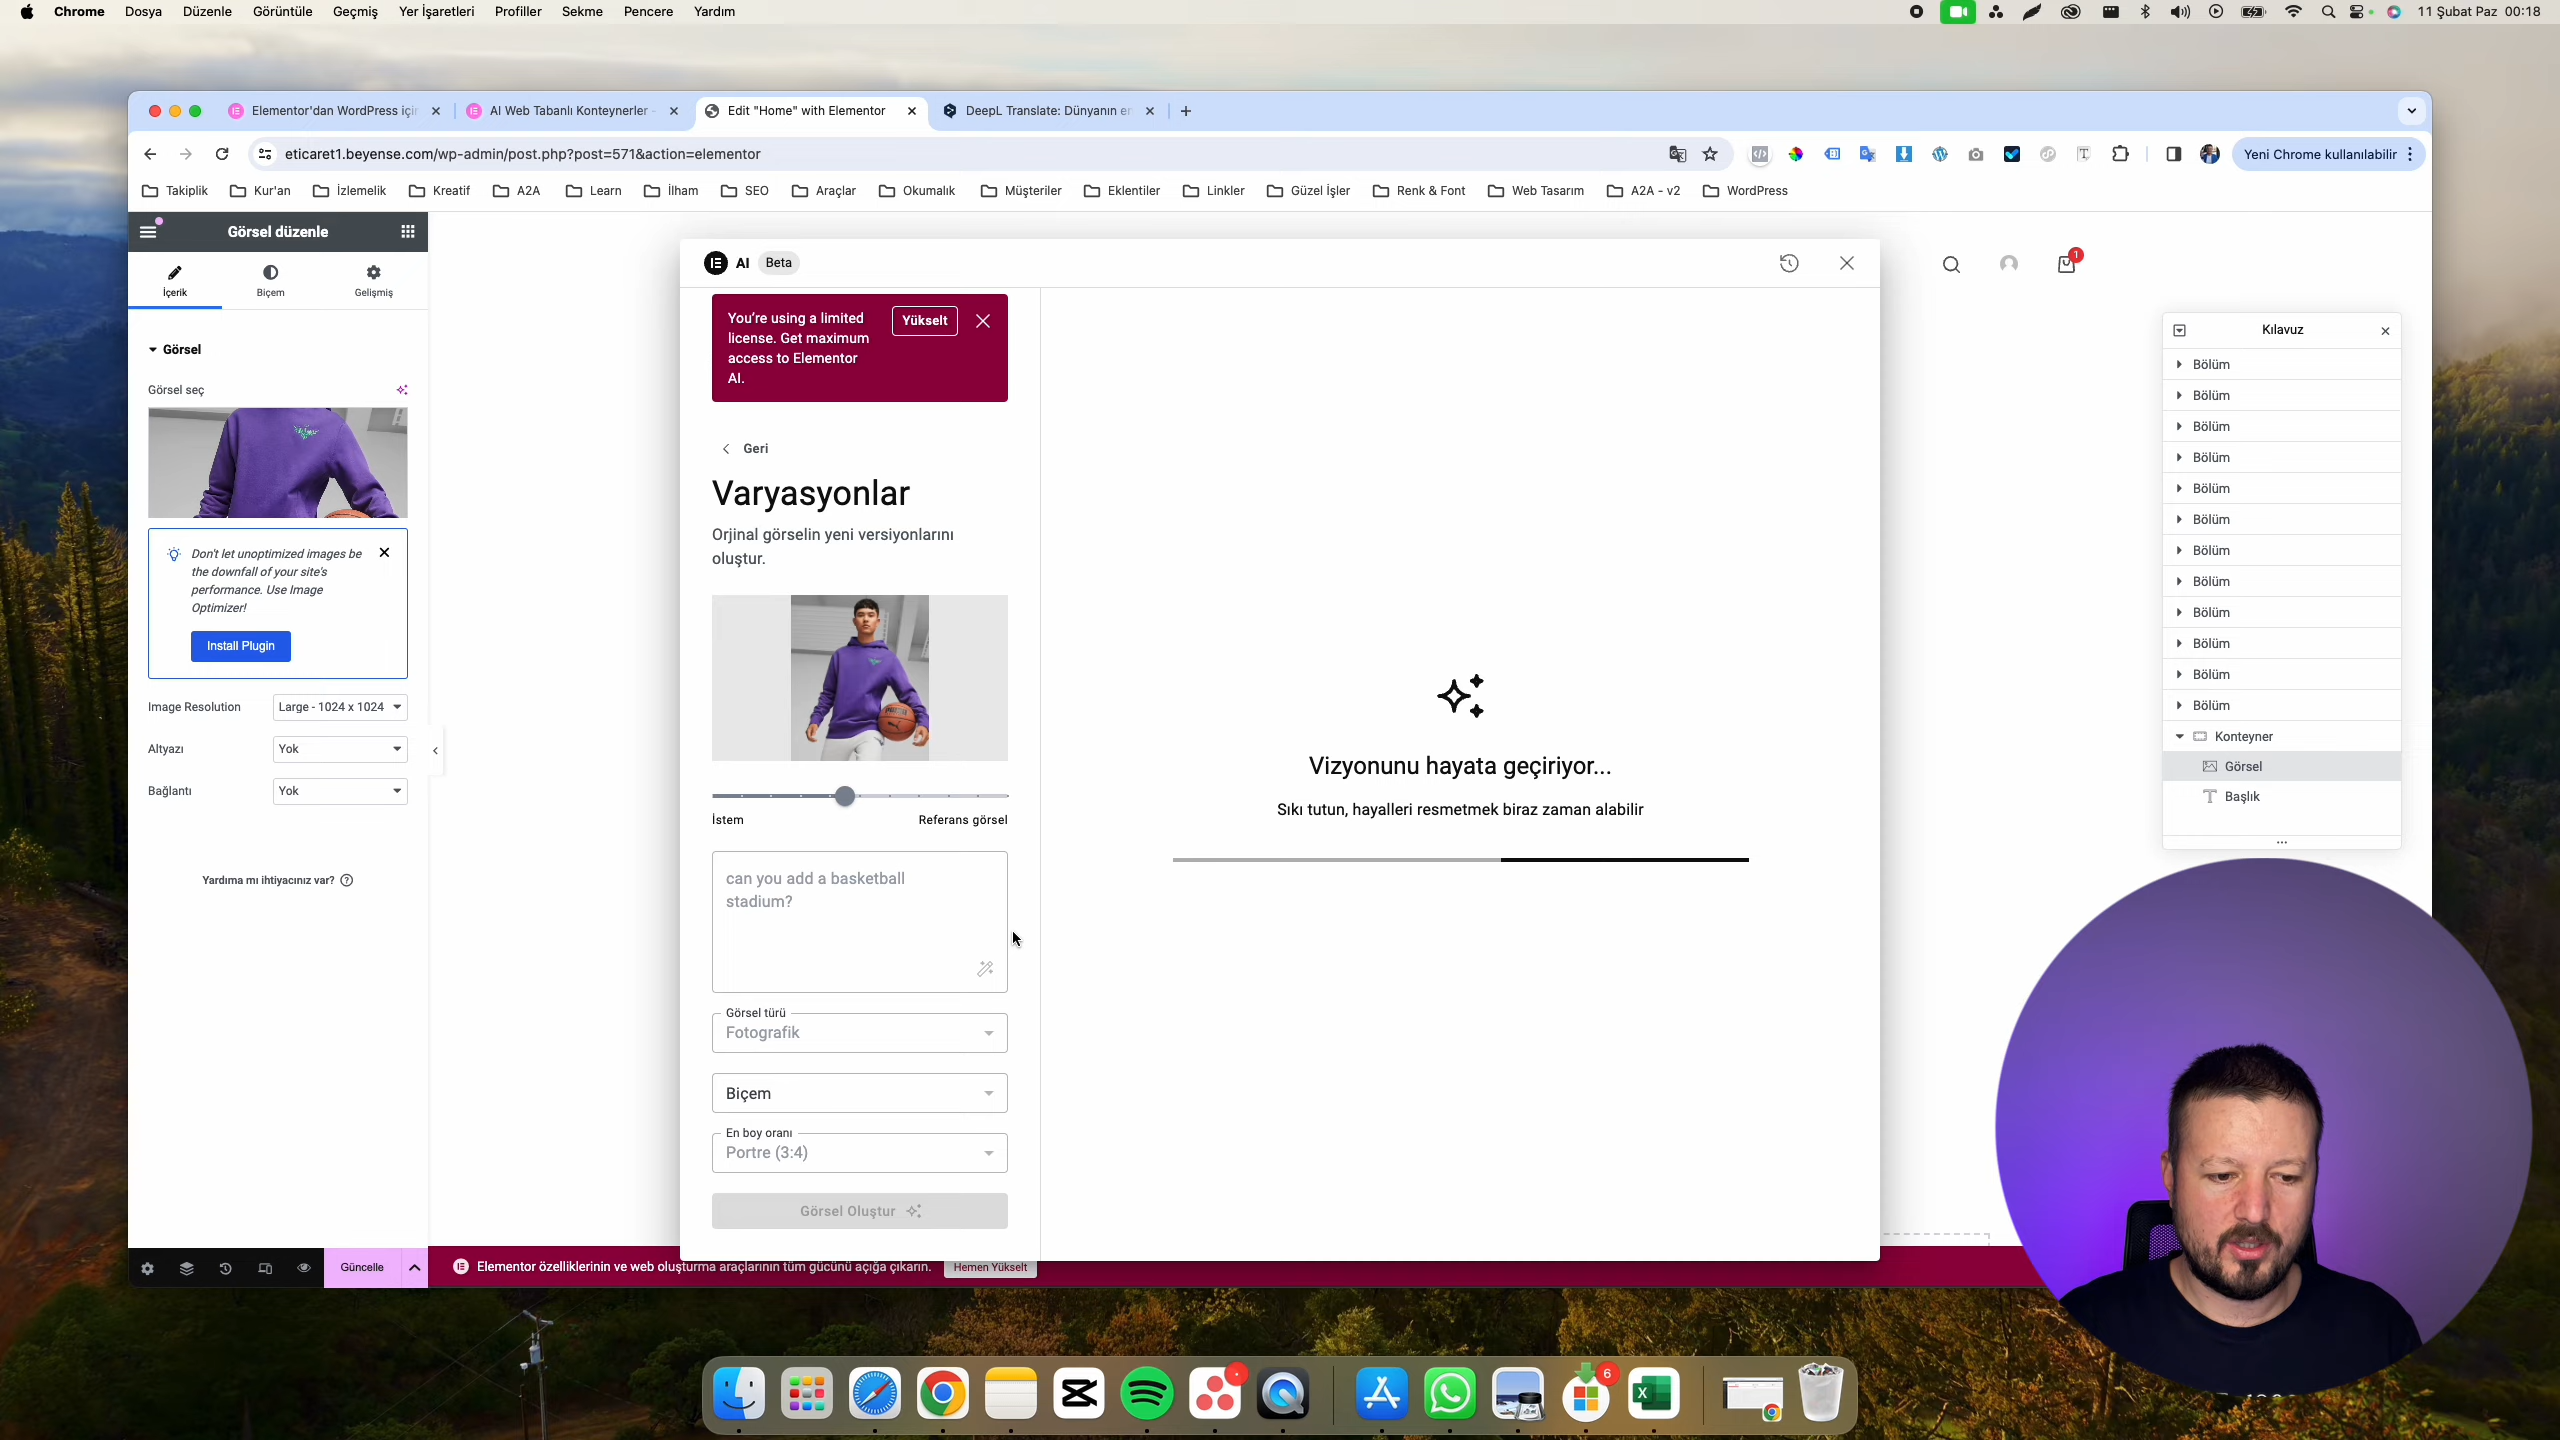 Chrome Dosya Düzenle Görüntüle Geçmiş Yer İşaretleri Profiller Sekme Pencere Yardım
11 Şubat Paz 00:18
Elementor'dan WordPress içi
AI Web Tabanlı Konteynerler -
Edit "Home" with Elementor
DeepL Translate: Dünyanın en
eticaret1.beyense.com/wp-admin/post.php?post=571&action=elementor
Yeni Chrome kullanılabilir
Takiplik Kur'an İzlemelik Kreatif A2A Learn İlham SEO Araçlar Okumalık Müşteriler Eklentiler Linkler Güzel İşler Renk & Font Web Tasarım A2A - v2 WordPress
Görsel düzenle
İçerik
Biçem
Gelişmiş
Görsel
Görsel seç
Don't let unoptimized images be
the downfall of your site's
performance. Use Image
Optimizer!
Install Plugin
Image Resolution
Large - 1024 x 1024
Altyazı
Yok
Bağlantı
Yok
Yardıma mı ihtiyacınız var?
Güncelle
AI
Beta
You're using a limited
license. Get maximum
access to Elementor
AI.
Yükselt
Geri
Varyasyonlar
Orjinal görselin yeni versiyonlarını
oluştur.
İstem
Referans görsel
can you add a basketball
stadium?
Görsel türü
Fotografik
Biçem
En boy oranı
Portre (3:4)
Görsel Oluştur
Vizyonunu hayata geçiriyor...
Sıkı tutun, hayalleri resmetmek biraz zaman alabilir
1
Kılavuz
Bölüm
Bölüm
Bölüm
Bölüm
Bölüm
Bölüm
Bölüm
Bölüm
Bölüm
Bölüm
Bölüm
Bölüm
Konteyner
Görsel
Başlık
Elementor özelliklerinin ve web oluşturma araçlarının tüm gücünü açığa çıkarın.
Hemen Yükselt
6